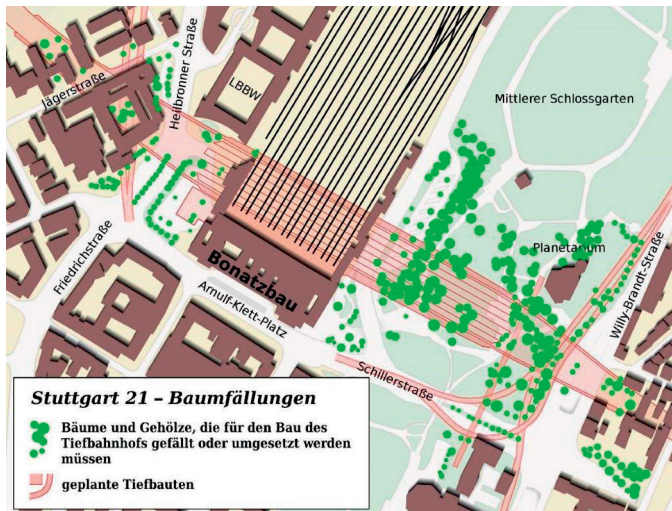 Jägerstraße
Heilbronner Straße
LBBW
Mittlerer Schlossgarten
Planetarium
Willy-Brandt-Straße
Friedrichstraße
Bonatzbau
Arnulf-Klett-Platz
Schillerstraße
Stuttgart 21 – Baumfällungen
Bäume und Gehölze, die für den Bau des
Tiefbahnhofs gefällt oder umgesetzt werden
müssen
geplante Tiefbauten